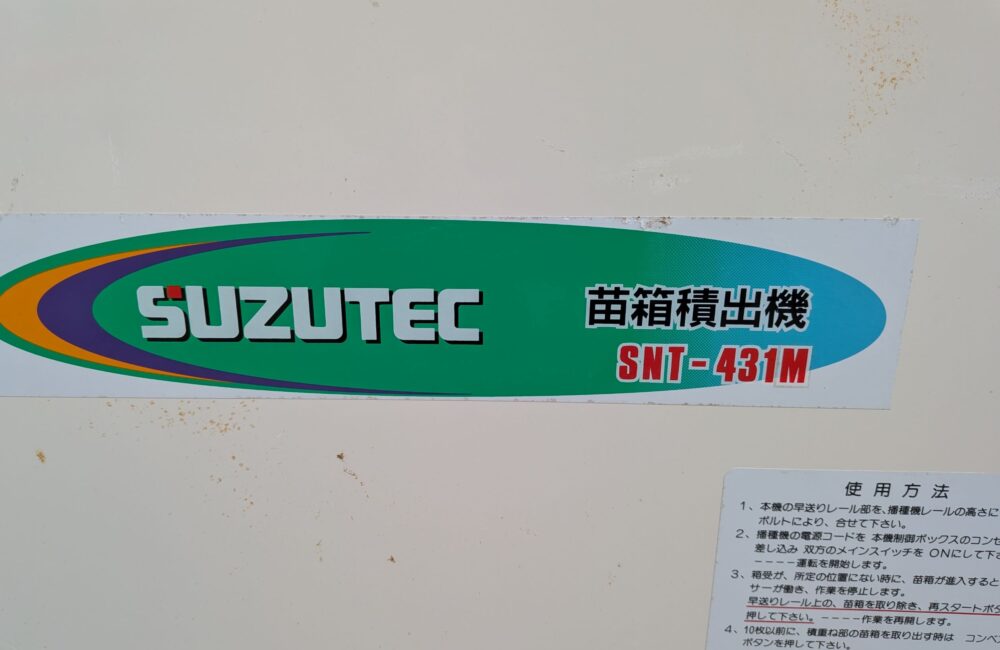 SUZUTEC
苗箱積出機
SNT-431M
使用方法
1、本機の早送りレール部を、播種機レールの高さに
ボルトにより、合せて下さい。
2、播種機の電源コードを 本機制御ボックスのコンセ
差し込み 双方のメインスイッチを ONにして下さ
----運転を開始します。
3、箱受が、所定の位置にない時に、苗箱が進入すると
サーが働き、作業を停止します。
早送りレール上の、苗箱を取り除き、再スタートボタ
押して下さい。----作業を再開します。
4、10枚以前に、積重ね部の苗箱を取り出す時は コンベ
ボタンを押して下さい。